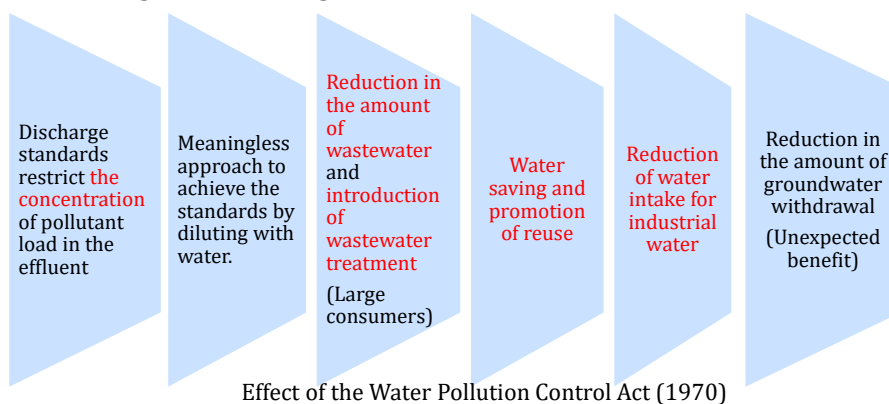 Discharge
standards
restrict the
concentration
of pollutant
load in the
effluent
Meaningless
approach to
achieve the
standards by
diluting with
water.
Reduction in
the amount
of
wastewater
and
introduction
of
wastewater
treatment
(Large
consumers)
Water
saving and
promotion
of reuse
Reduction
of water
intake for
industrial
water
Reduction in
the amount of
groundwater
withdrawal
(Unexpected
benefit)
Effect of the Water Pollution Control Act (1970)